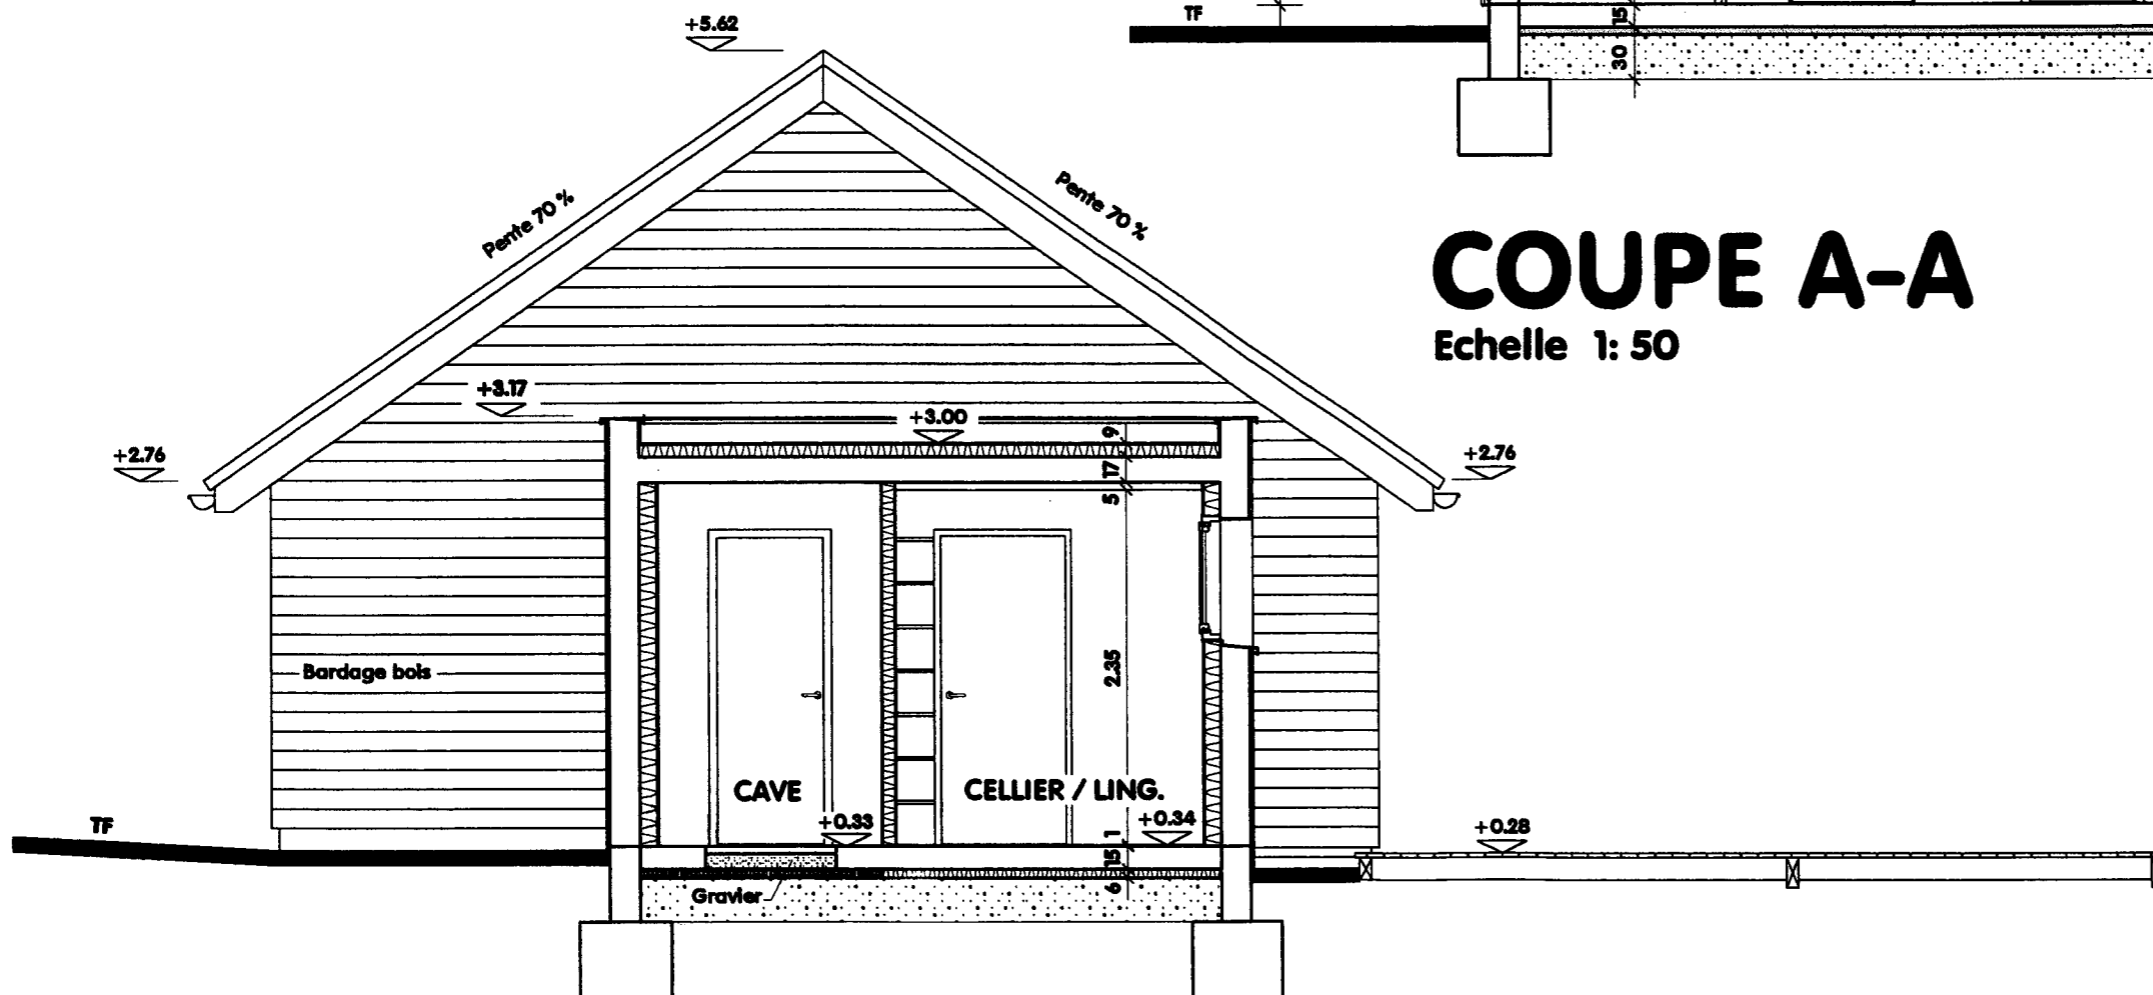 TF
15
30
+5.62
Pente 70 %
Pente 70 %
COUPE A-A
Echelle 1: 50
+3.17
+3.00
9
+2.76
+2.76
17
5
2.35
Bardage bois
CAVE
CELLIER / LING.
TF
+0.33
1
+0.34
+0.28
15
6
Gravier